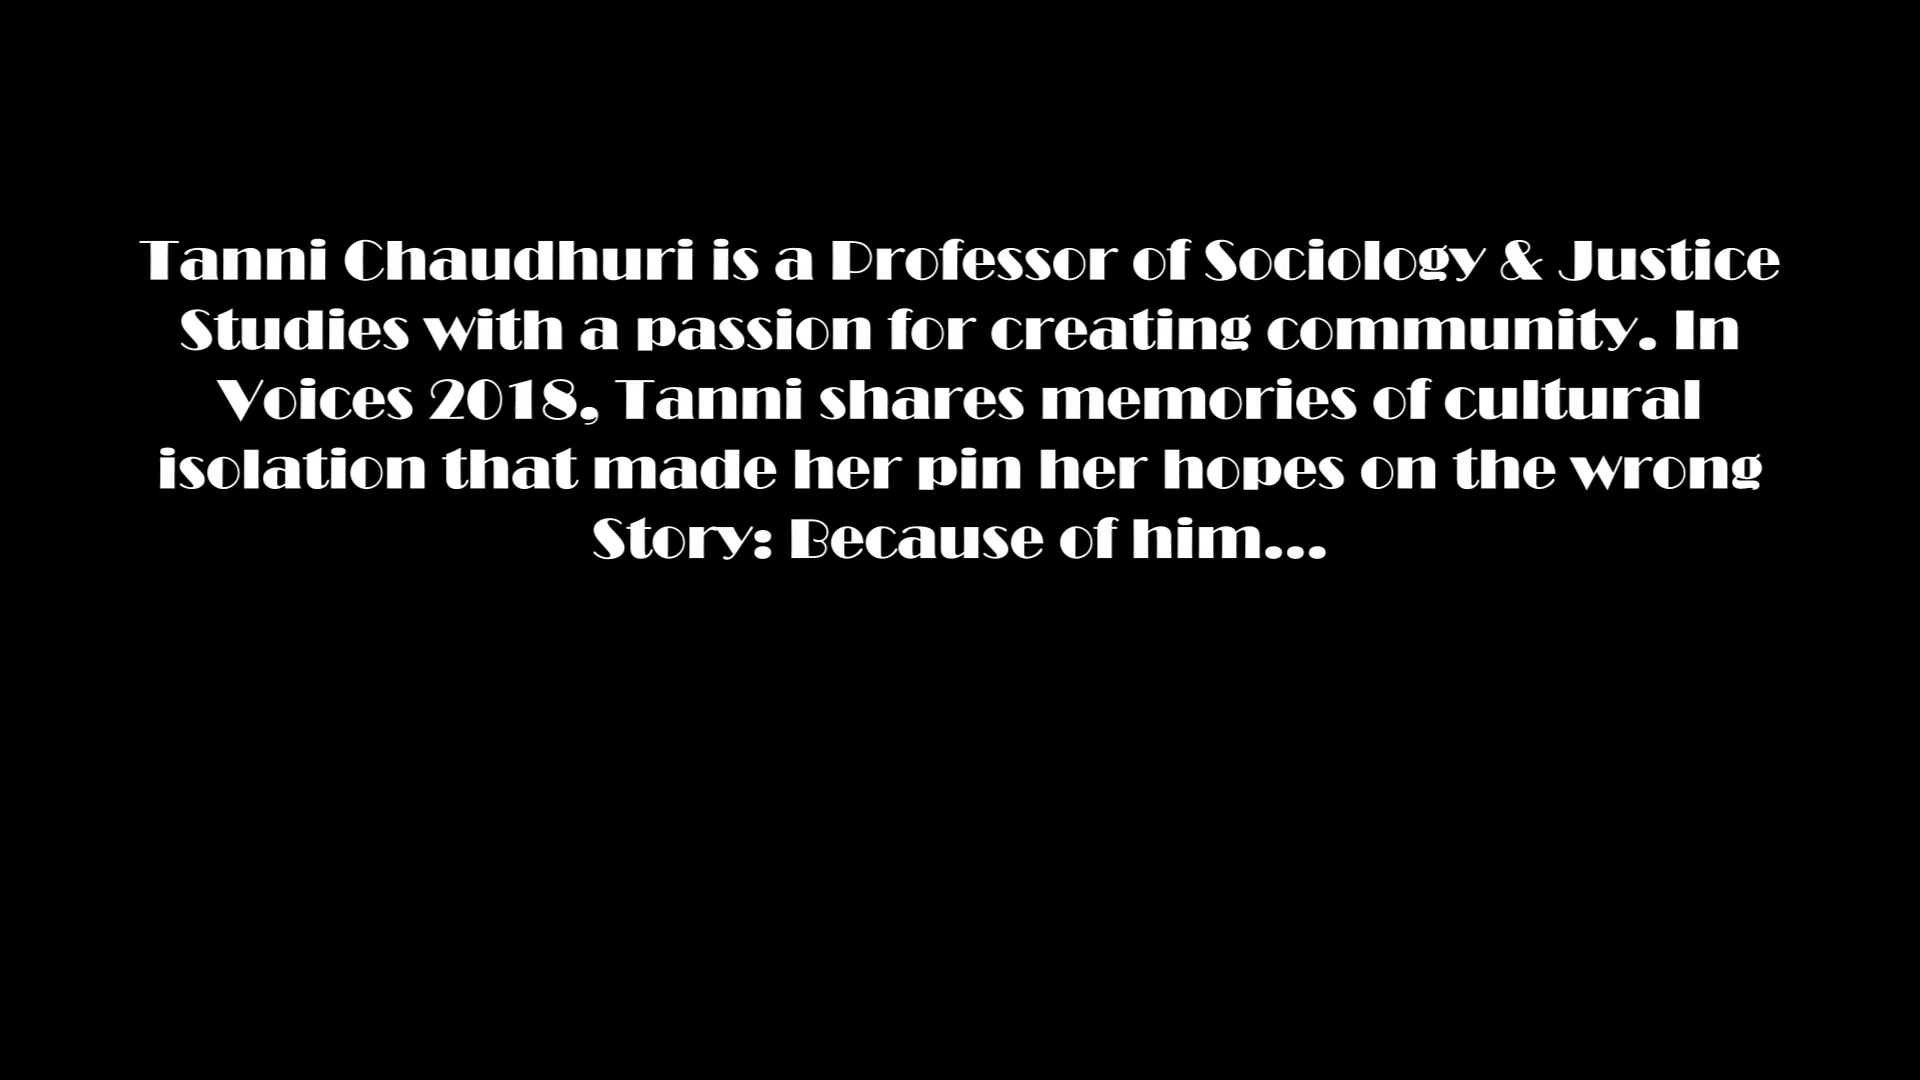 Tanni Chaudhuri is a Professor of Sociology & Justice
Studies with a passion for creating community. In
Voices 2018, Tanni shares memories of cultural
isolation that made her pin her hopes on the wrong
Story: Because of him...